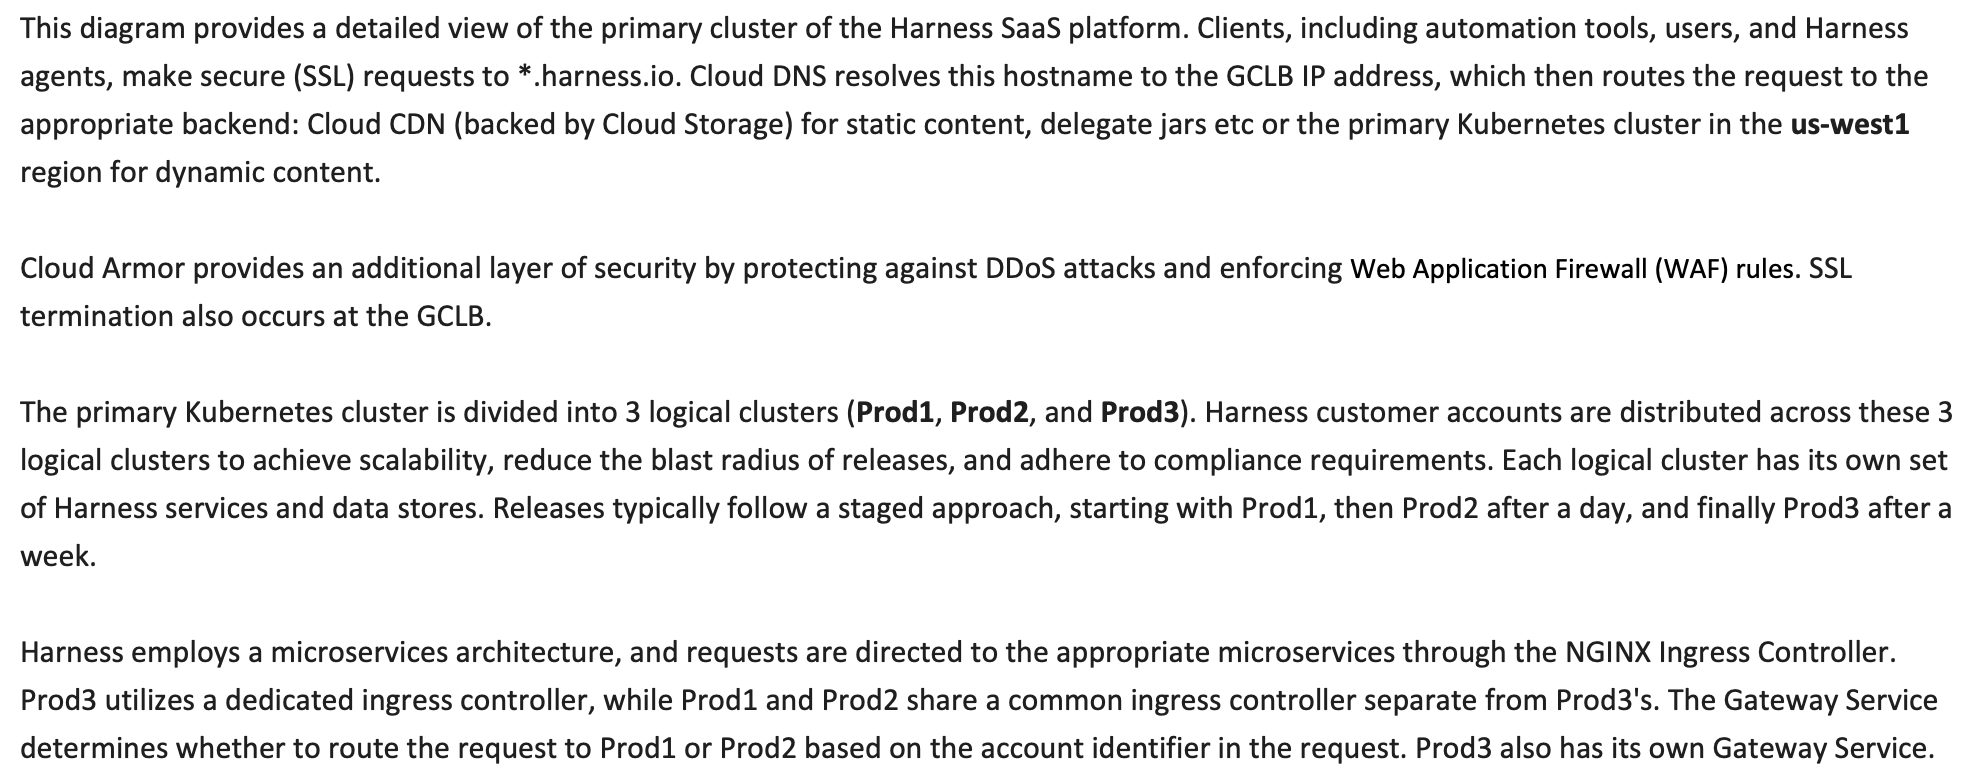 This diagram provides a detailed view of the primary cluster of the Harness SaaS platform. Clients, including automation tools, users, and Harness
agents, make secure (SSL) requests to *.harness.io. Cloud DNS resolves this hostname to the GCLB IP address, which then routes the request to the
appropriate backend: Cloud CDN (backed by Cloud Storage) for static content, delegate jars etc or the primary Kubernetes cluster in the us-west1
region for dynamic content.
Cloud Armor provides an additional layer of security by protecting against DDoS attacks and enforcing Web Application Firewall (WAF) rules. SSL
termination also occurs at the GCLB.
The primary Kubernetes cluster is divided into 3 logical clusters (Prod1, Prod2, and Prod3). Harness customer accounts are distributed across these 3
logical clusters to achieve scalability, reduce the blast radius of releases, and adhere to compliance requirements. Each logical cluster has its own set
of Harness services and data stores. Releases typically follow a staged approach, starting with Prod1, then Prod2 after a day, and finally Prod3 after a
week.
Harness employs a microservices architecture, and requests are directed to the appropriate microservices through the NGINX Ingress Controller.
Prod3 utilizes a dedicated ingress controller, while Prod1 and Prod2 share a common ingress controller separate from Prod3's. The Gateway Service
determines whether to route the request to Prod1 or Prod2 based on the account identifier in the request. Prod3 also has its own Gateway Service.